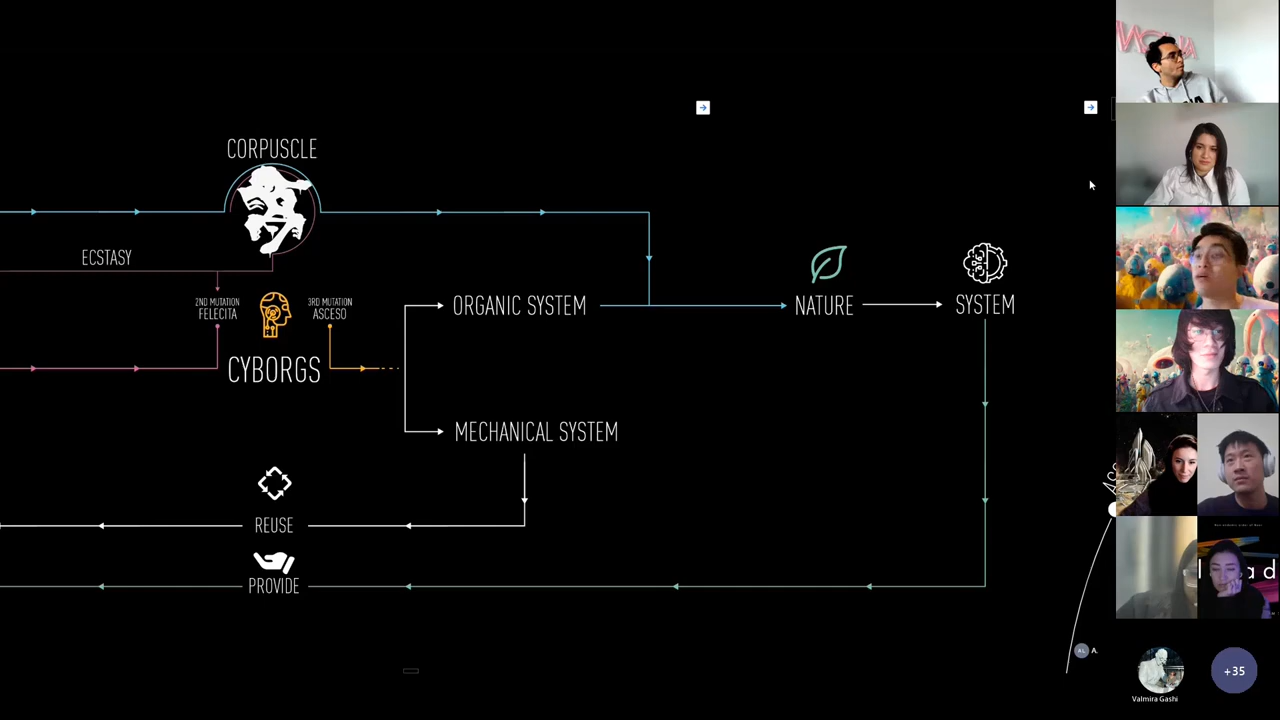 CORPUSCLE
ECSTASY
2ND MUTATION
FELECITA
3RD MUTATION
ASCESO
CYBORGS
ORGANIC SYSTEM
NATURE
SYSTEM
MECHANICAL SYSTEM
REUSE
PROVIDE
AL
A.
Valmira Gashi
+35